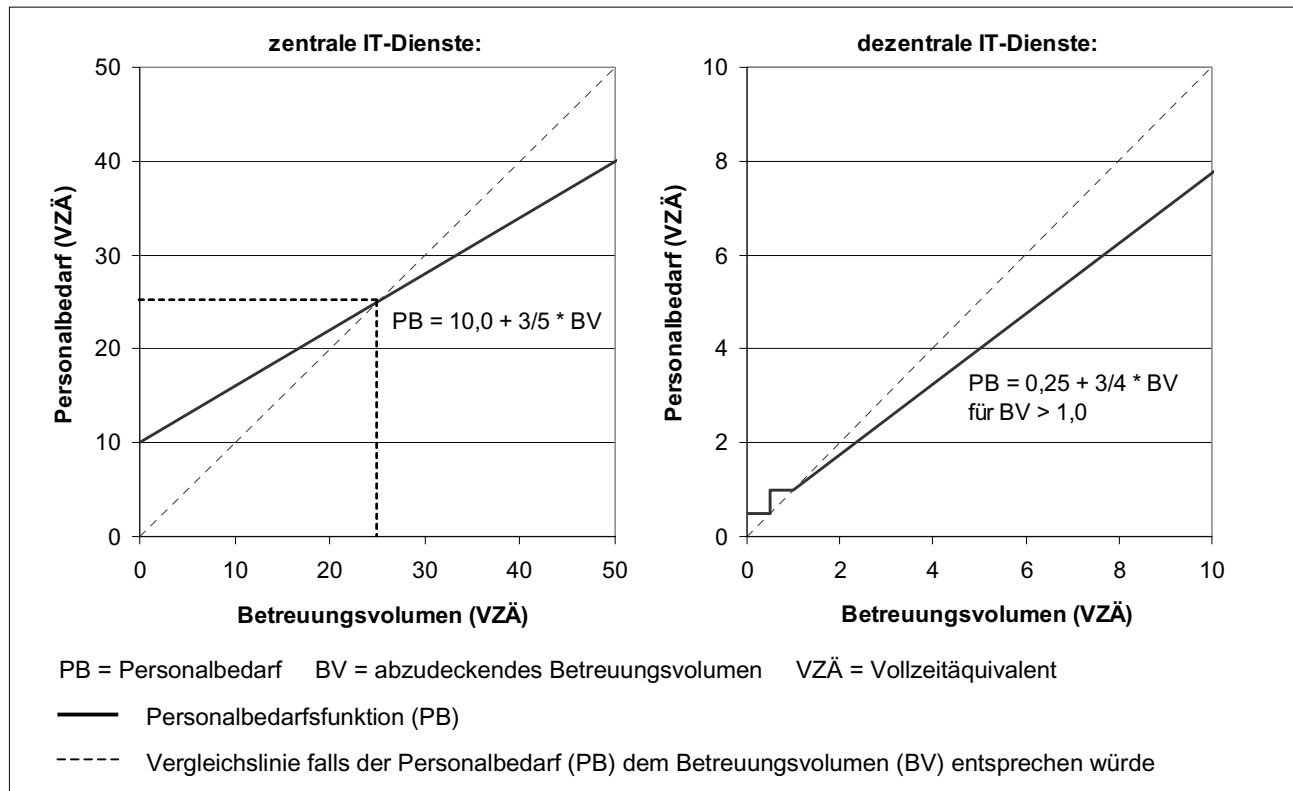 zentrale IT-Dienste:
50
40
30
20
10
0
0 10 20 30 40 50
Personalbedarf (VZÄ)
PB = 10,0 + 3/5 * BV
Betreuungsvolumen (VZÄ)
dezentrale IT-Dienste:
10
8
6
4
2
0
0 2 4 6 8 10
Personalbedarf (VZÄ)
PB = 0,25 + 3/4 * BV
für BV > 1,0
Betreuungsvolumen (VZÄ)
PB = Personalbedarf BV = abzudeckendes Betreuungsvolumen VZÄ = Vollzeitäquivalent
Personalbedarfsfunktion (PB)
Vergleichslinie falls der Personalbedarf (PB) dem Betreuungsvolumen (BV) entsprechen würde